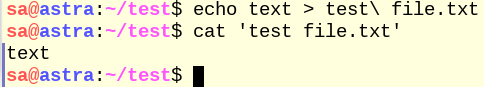 sa@astra:~/test$ echo text > test\ file.txt
sa@astra:~/test$ cat 'test file.txt'
text
sa@astra:~/test$